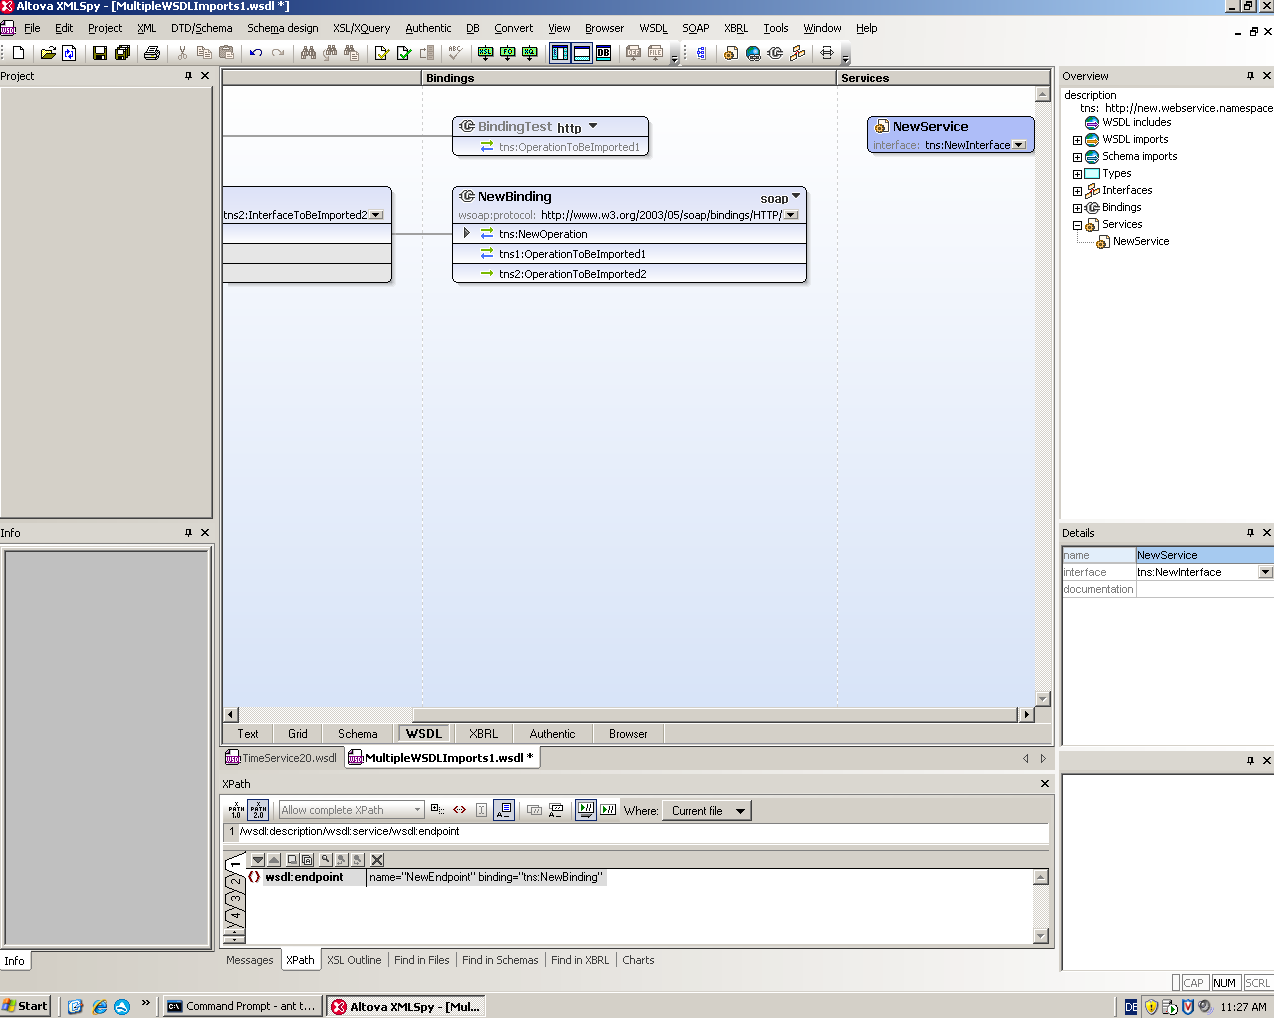 Altova XMLSpy - [MultipleWSDLImports1.wsdl *]
File Edit Project XML DTD/Schema Schema design XSL/XQuery Authentic DB Convert View Browser WSDL SOAP XBRL Tools Window Help
Project
Bindings
Services
Overview
BindingTest http
tns:OperationToBeImported1
NewService
interface: tns:NewInterface
tns2:InterfaceToBeImported2
NewBinding soap
wsoap:protocol: http://www.w3.org/2003/05/soap/bindings/HTTP/
tns:NewOperation
tns1:OperationToBeImported1
tns2:OperationToBeImported2
description
tns: http://new.webservice.namespace
WSDL includes
WSDL imports
Schema imports
Types
Interfaces
Bindings
Services
NewService
Info
Details
name NewService
interface tns:NewInterface
documentation
Text Grid Schema WSDL XBRL Authentic Browser
TimeService20.wsdl MultipleWSDLImports1.wsdl *
XPath
XPATH 1.0 XPATH 2.0 Allow complete XPath Where: Current file
1 /wsdl:description/wsdl:service/wsdl:endpoint
1 2 3 4
wsdl:endpoint name="NewEndpoint" binding="tns:NewBinding"
Info
Messages XPath XSL Outline Find in Files Find in Schemas Find in XBRL Charts
CAP NUM SCRL
Start Command Prompt - ant t... Altova XMLSpy - [Mul... DE 11:27 AM